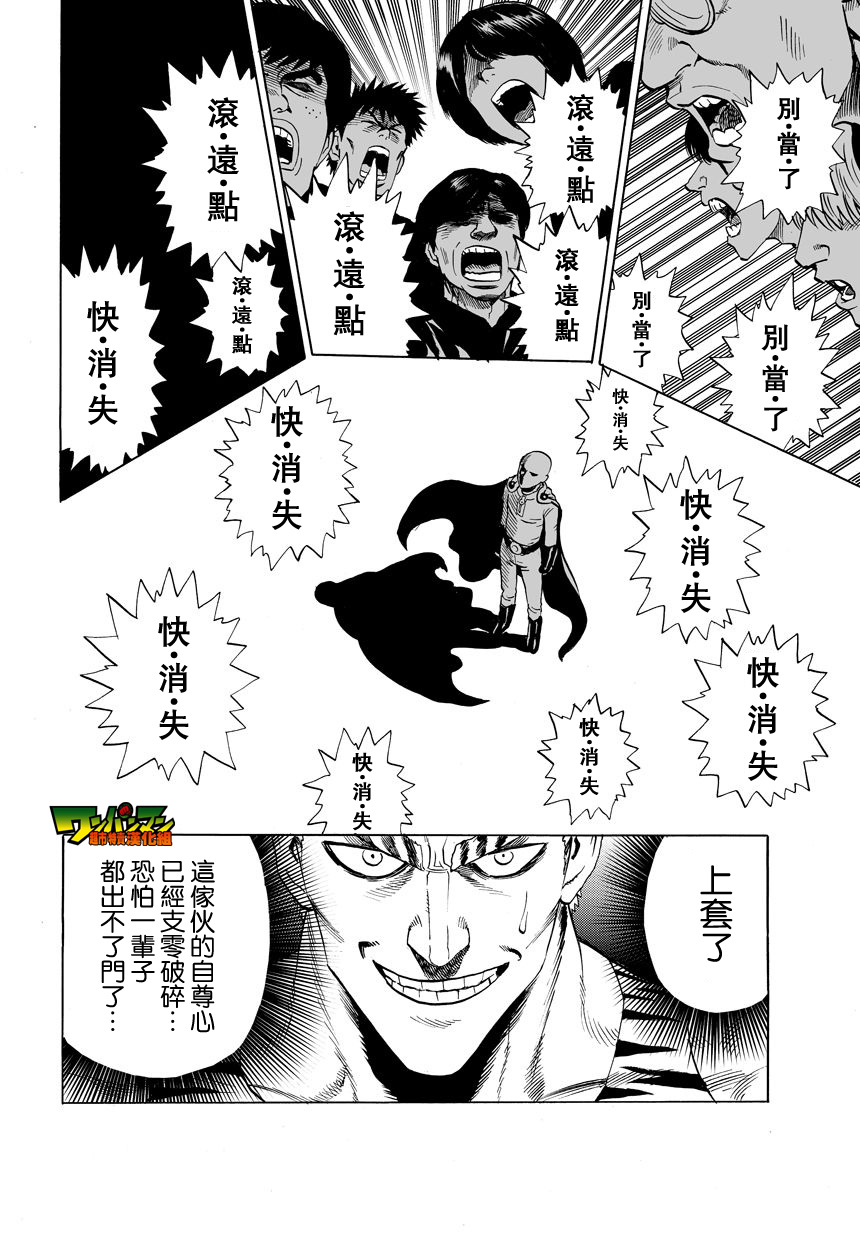 別・當・了
別・當・了
別・當・了
滾・遠・點
滾・遠・點
滾・遠・點
滾・遠・點
滾・遠・點
快・消・失
快・消・失
快・消・失
快・消・失
快・消・失
快・消・失
快・消・失
快・消・失
上套了
這傢伙的自尊心
已經支零破碎…
恐怕一輩子
都出不了門了…
ワンパンマン
漢化組